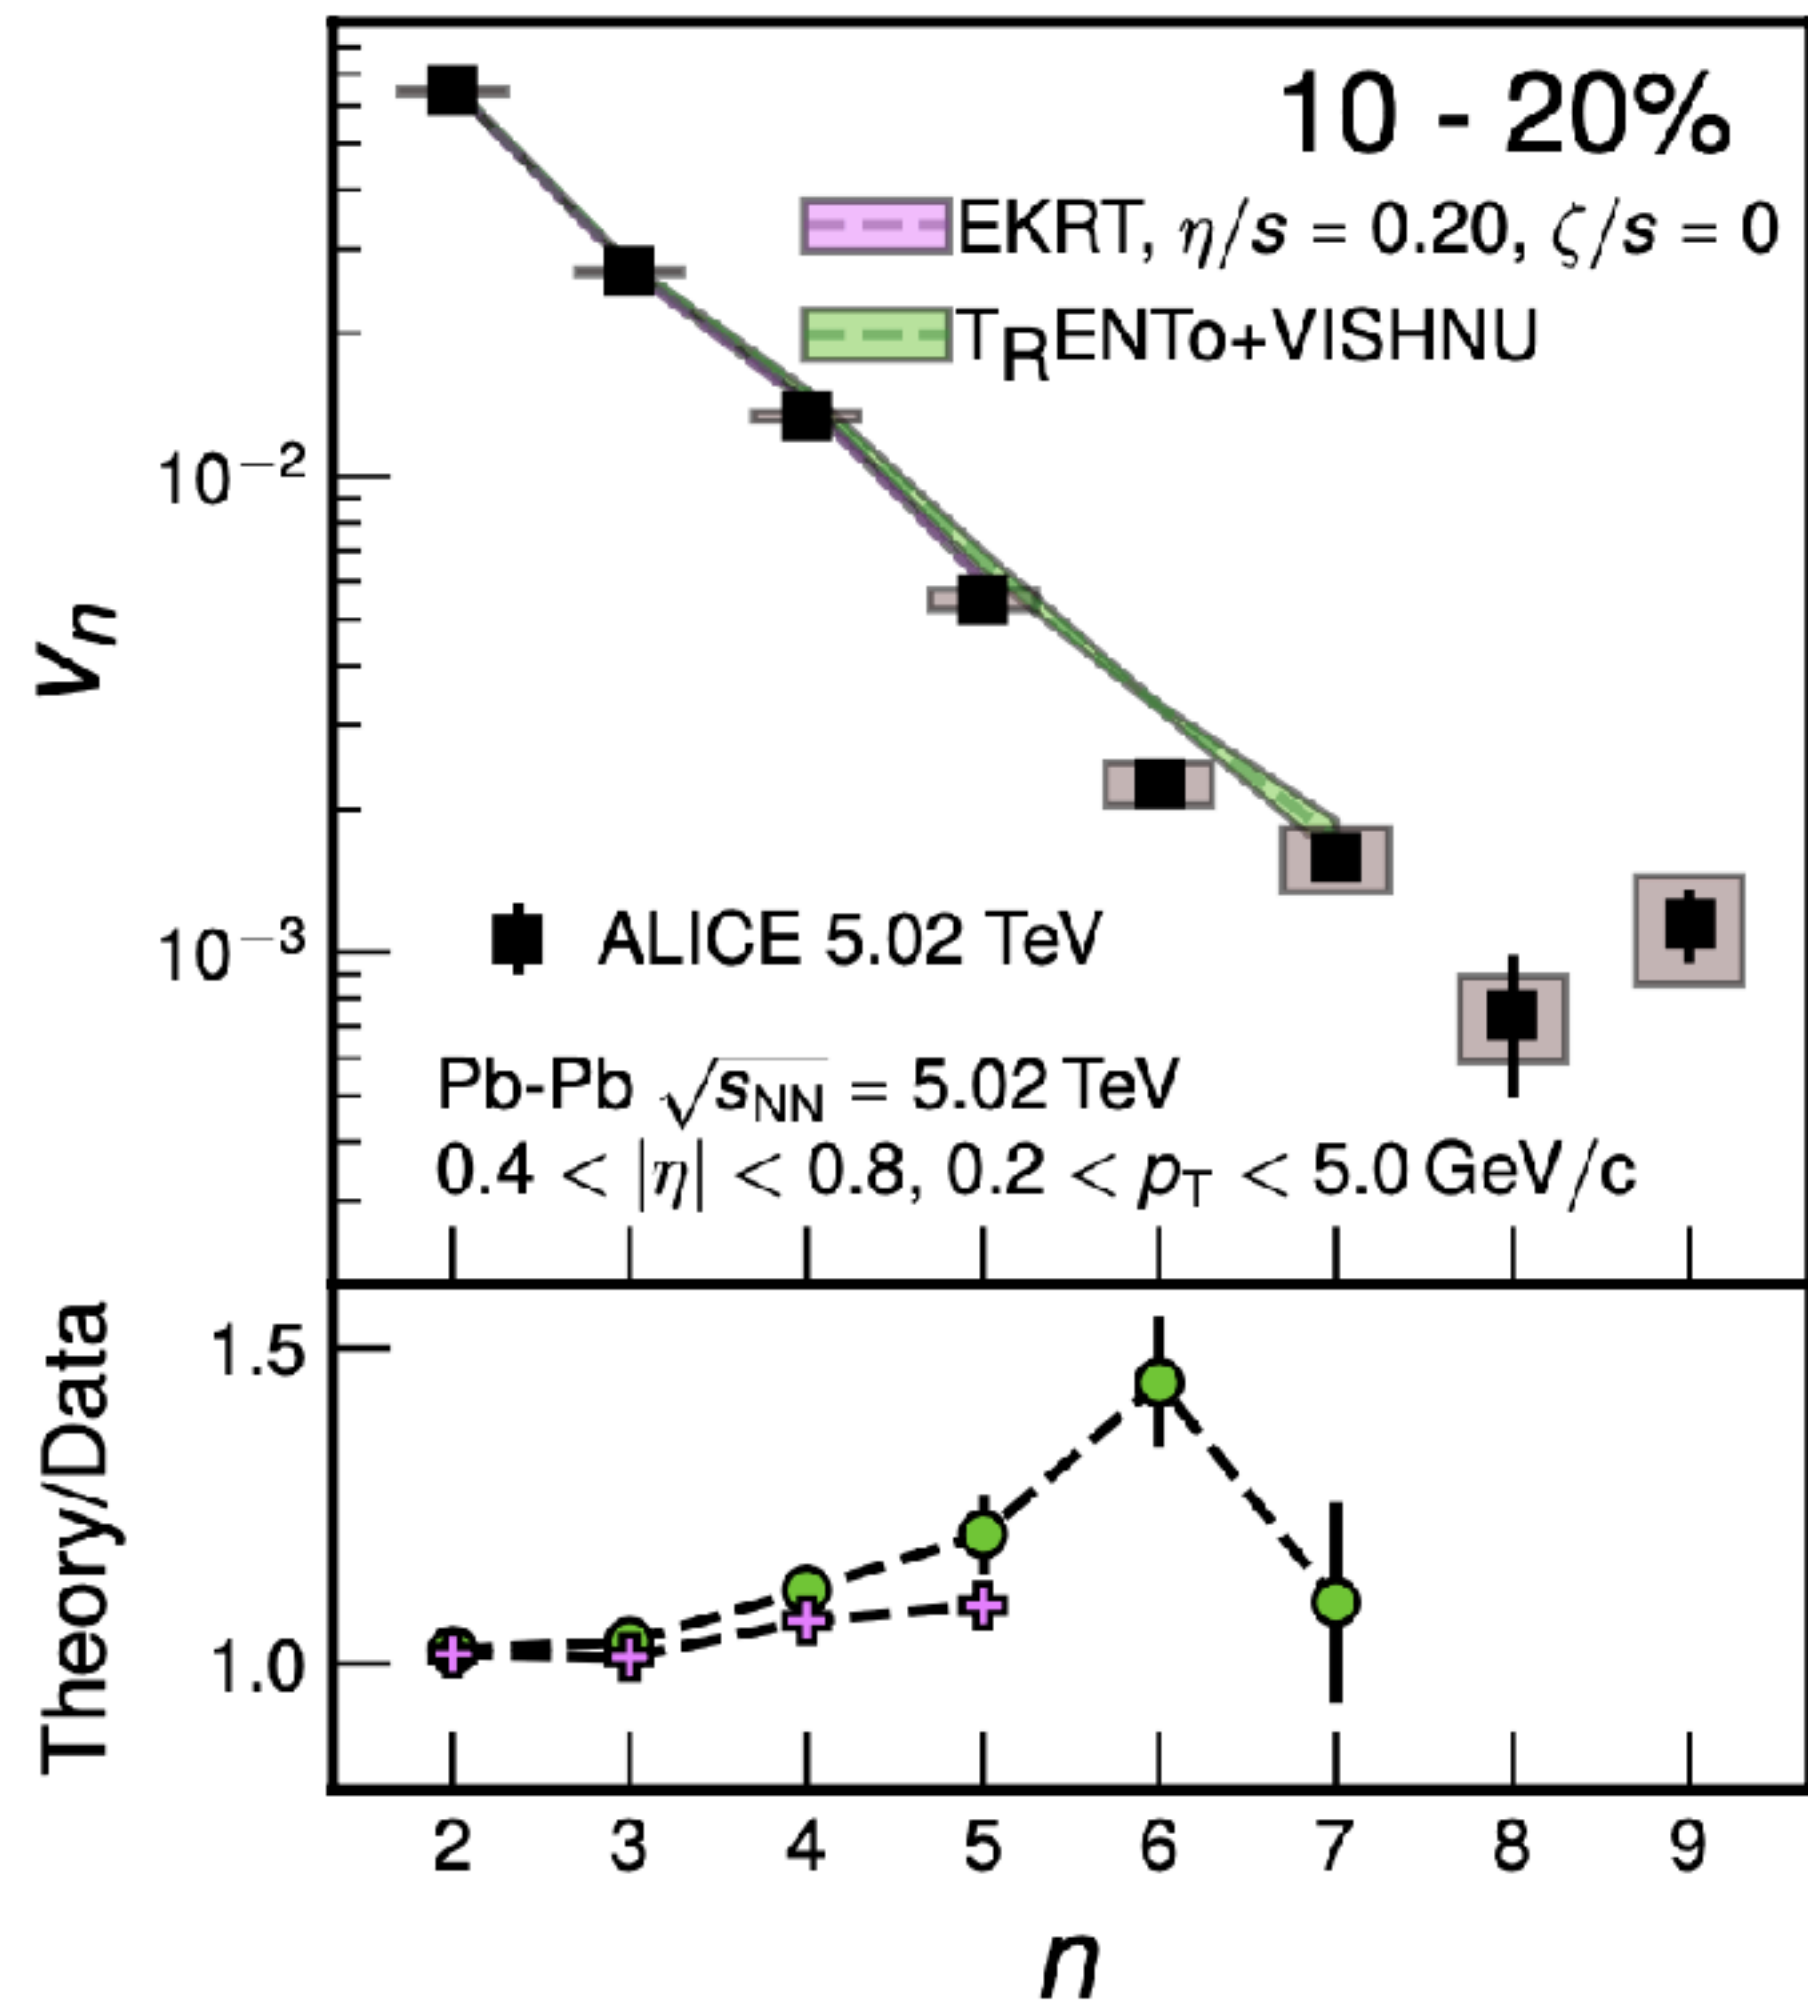 10 - 20%
EKRT, η/s = 0.20, ζ/s = 0
TRENTo+VISHNU
10−2
vn
10−3
ALICE 5.02 TeV
Pb-Pb √sNN = 5.02 TeV
0.4 < |η| < 0.8, 0.2 < pT < 5.0 GeV/c
Theory/Data
1.5
1.0
2 3 4 5 6 7 8 9
n